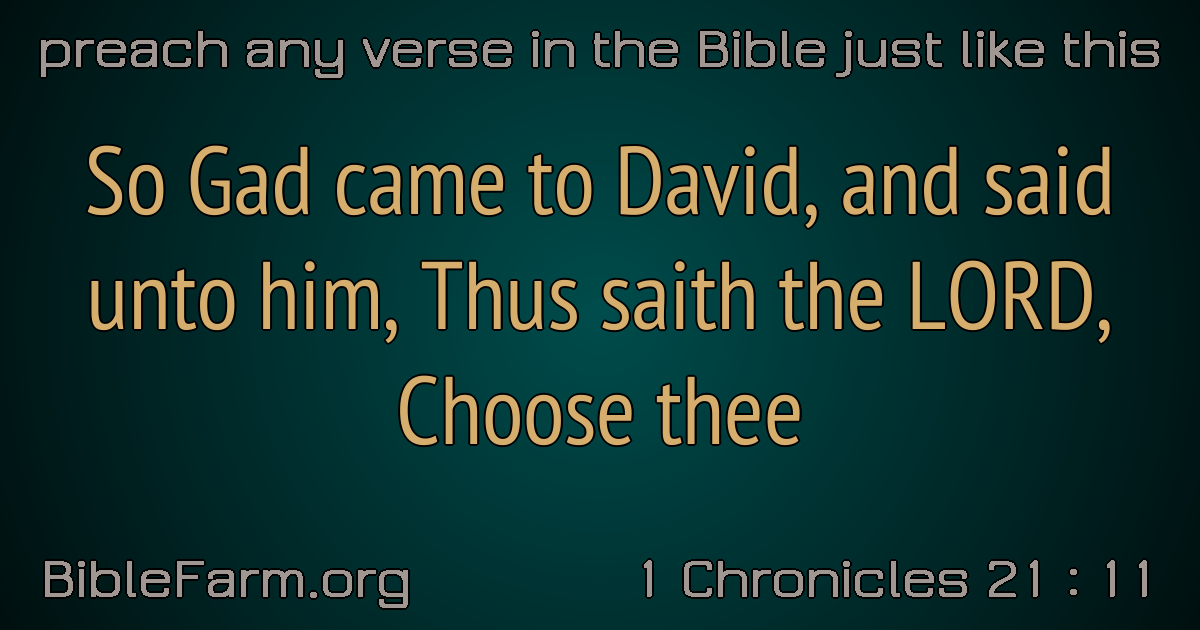 preach any verse in the Bible just like this
So Gad came to David, and said
unto him, Thus saith the LORD,
Choose thee
BibleFarm.org
1 Chronicles 21 : 11